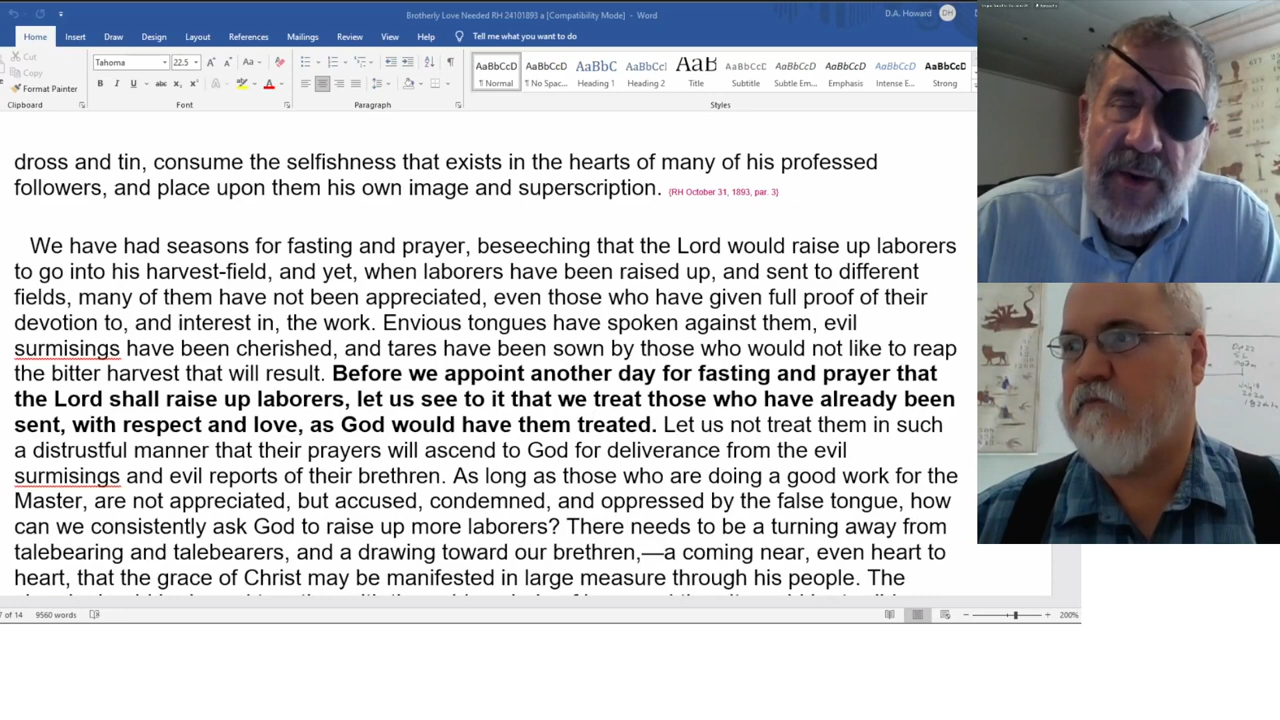 Brotherly Love Needed RH 24101893 a [Compatibility Mode] - Word
D.A. Howard DH
Home Insert Draw Design Layout References Mailings Review View Help Tell me what you want to do
Cut
Copy
Format Painter
Tahoma 22.5
AaBbCcD AaBbCcD AaBbC AaBbCcl AaB AaBbCcD AaBbCcD AaBbCcD AaBbCcD AaBbCcD
¶ Normal ¶ No Spac... Heading 1 Heading 2 Title Subtitle Subtle Em... Emphasis Intense E... Strong
Clipboard Font Paragraph Styles
dross and tin, consume the selfishness that exists in the hearts of many of his professed
followers, and place upon them his own image and superscription. {RH October 31, 1893, par. 3}
We have had seasons for fasting and prayer, beseeching that the Lord would raise up laborers
to go into his harvest-field, and yet, when laborers have been raised up, and sent to different
fields, many of them have not been appreciated, even those who have given full proof of their
devotion to, and interest in, the work. Envious tongues have spoken against them, evil
surmisings have been cherished, and tares have been sown by those who would not like to reap
the bitter harvest that will result. Before we appoint another day for fasting and prayer that
the Lord shall raise up laborers, let us see to it that we treat those who have already been
sent, with respect and love, as God would have them treated. Let us not treat them in such
a distrustful manner that their prayers will ascend to God for deliverance from the evil
surmisings and evil reports of their brethren. As long as those who are doing a good work for the
Master, are not appreciated, but accused, condemned, and oppressed by the false tongue, how
can we consistently ask God to raise up more laborers? There needs to be a turning away from
talebearing and talebearers, and a drawing toward our brethren,—a coming near, even heart to
heart, that the grace of Christ may be manifested in large measure through his people. The
7 of 14 9560 words 200%